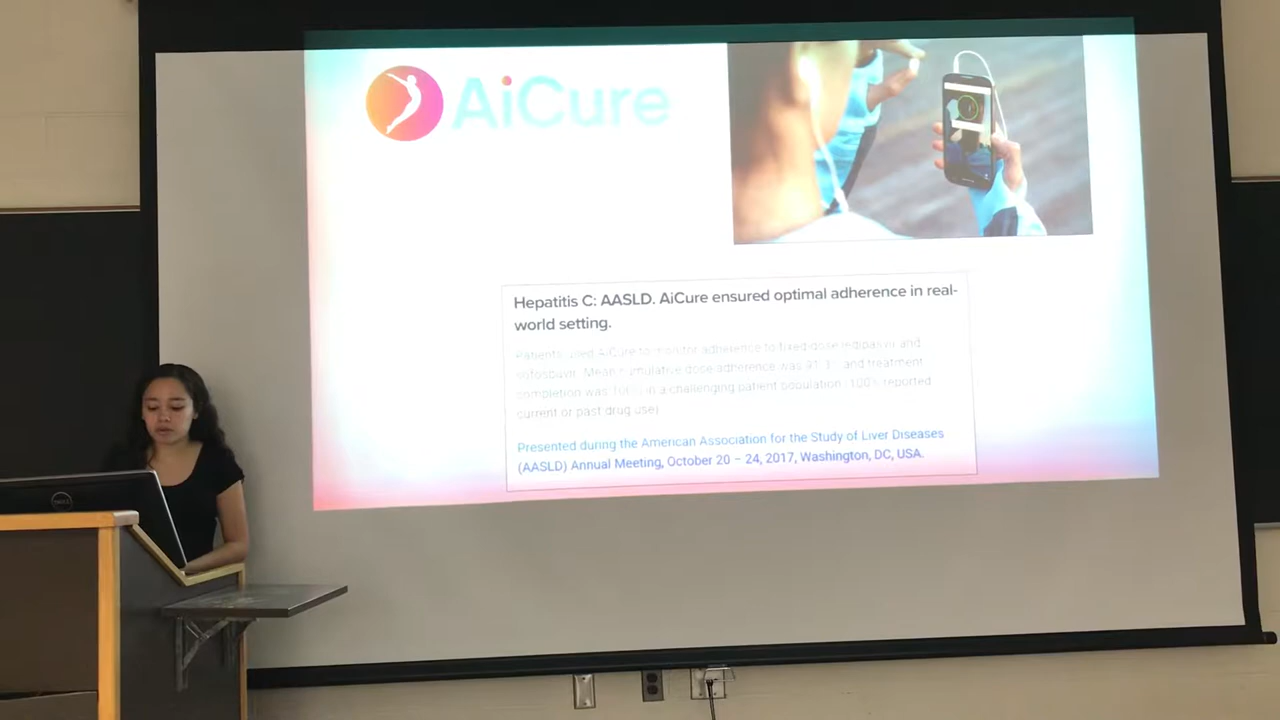 AiCure
Hepatitis C: AASLD. AiCure ensured optimal adherence in real-
world setting.
Patients used AiCure to monitor adherence to fixed-dose ledipasvir and
sofosbuvir. Mean cumulative dose adherence was and treatment
completion was 100% in a challenging patient population (100% reported
current or past drug use)
Presented during the American Association for the Study of Liver Diseases
(AASLD) Annual Meeting, October 20 – 24, 2017, Washington, DC, USA.
DELL